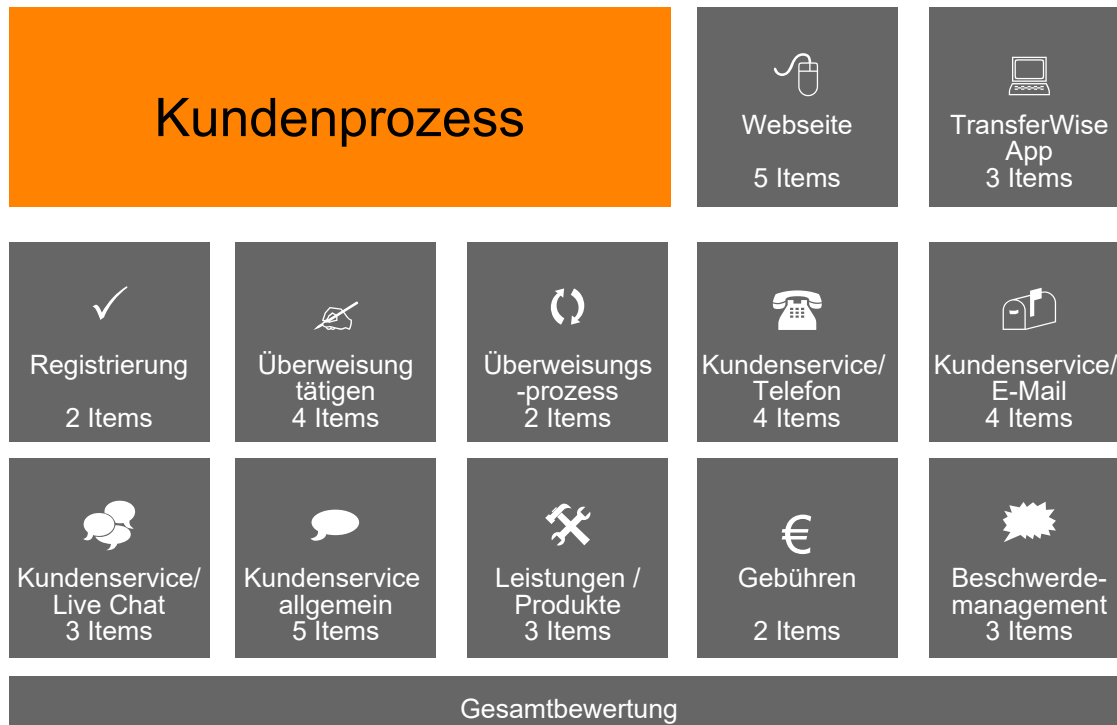 Kundenprozess
Webseite
5 Items
TransferWise
App
3 Items
Registrierung
2 Items
Überweisung
tätigen
4 Items
Überweisungs
-prozess
2 Items
Kundenservice/
Telefon
4 Items
Kundenservice/
E-Mail
4 Items
Kundenservice/
Live Chat
3 Items
Kundenservice
allgemein
5 Items
Leistungen /
Produkte
3 Items
€
Gebühren
2 Items
Beschwerde-
management
3 Items
Gesamtbewertung